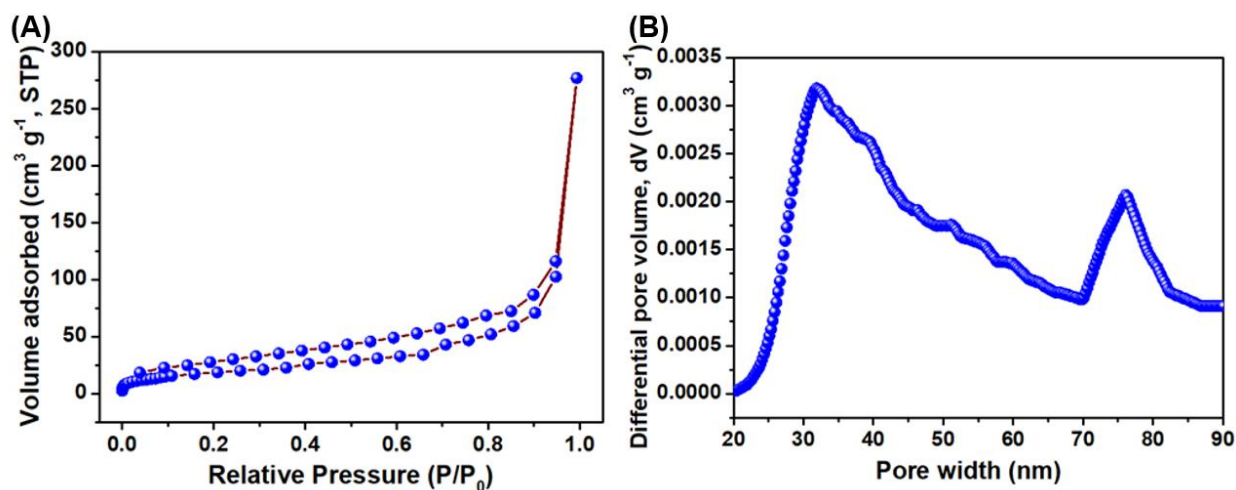 (A)
300
250
200
150
100
50
0
Volume adsorbed (cm³ g⁻¹, STP)
0.0 0.2 0.4 0.6 0.8 1.0
Relative Pressure (P/P₀)
(B)
0.0035
0.0030
0.0025
0.0020
0.0015
0.0010
0.0005
0.0000
Differential pore volume, dV (cm³ g⁻¹)
20 30 40 50 60 70 80 90
Pore width (nm)